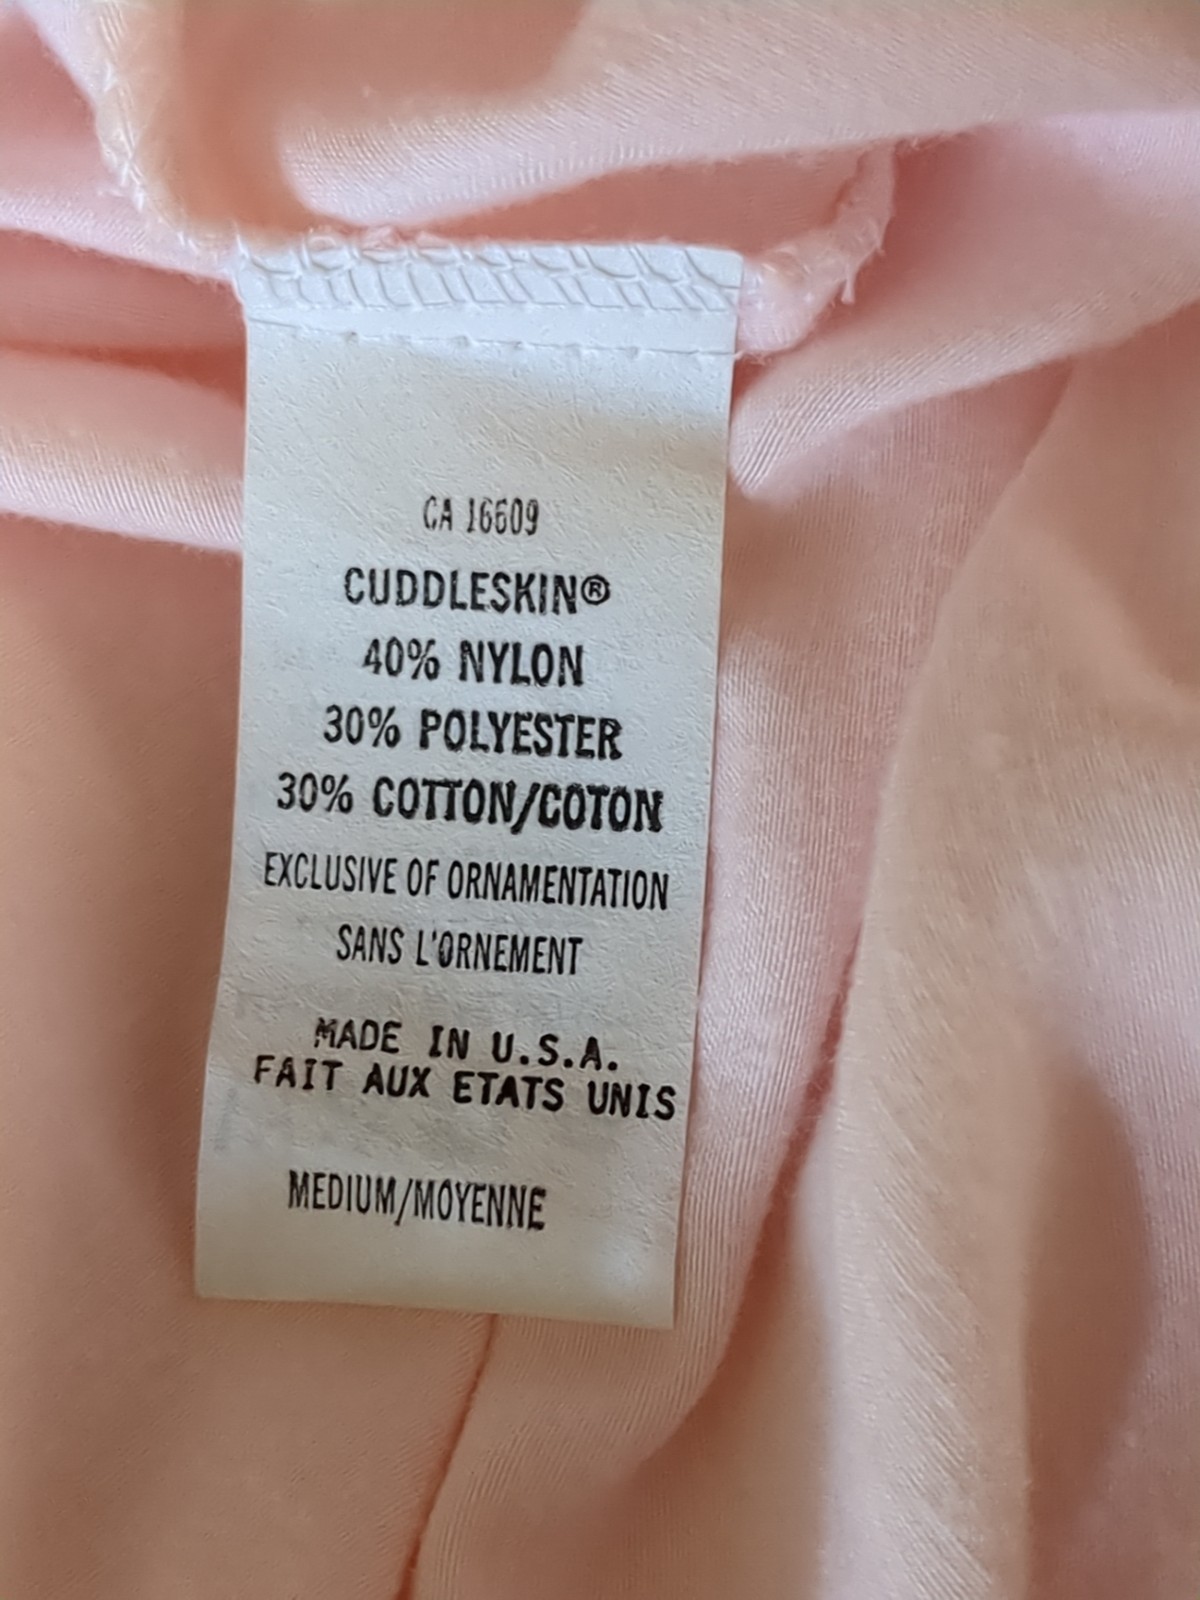 CA 16609
CUDDLESKIN®
40% NYLON
30% POLYESTER
30% COTTON/COTON
EXCLUSIVE OF ORNAMENTATION
SANS L'ORNEMENT
MADE IN U.S.A.
FAIT AUX ETATS UNIS
MEDIUM/MOYENNE